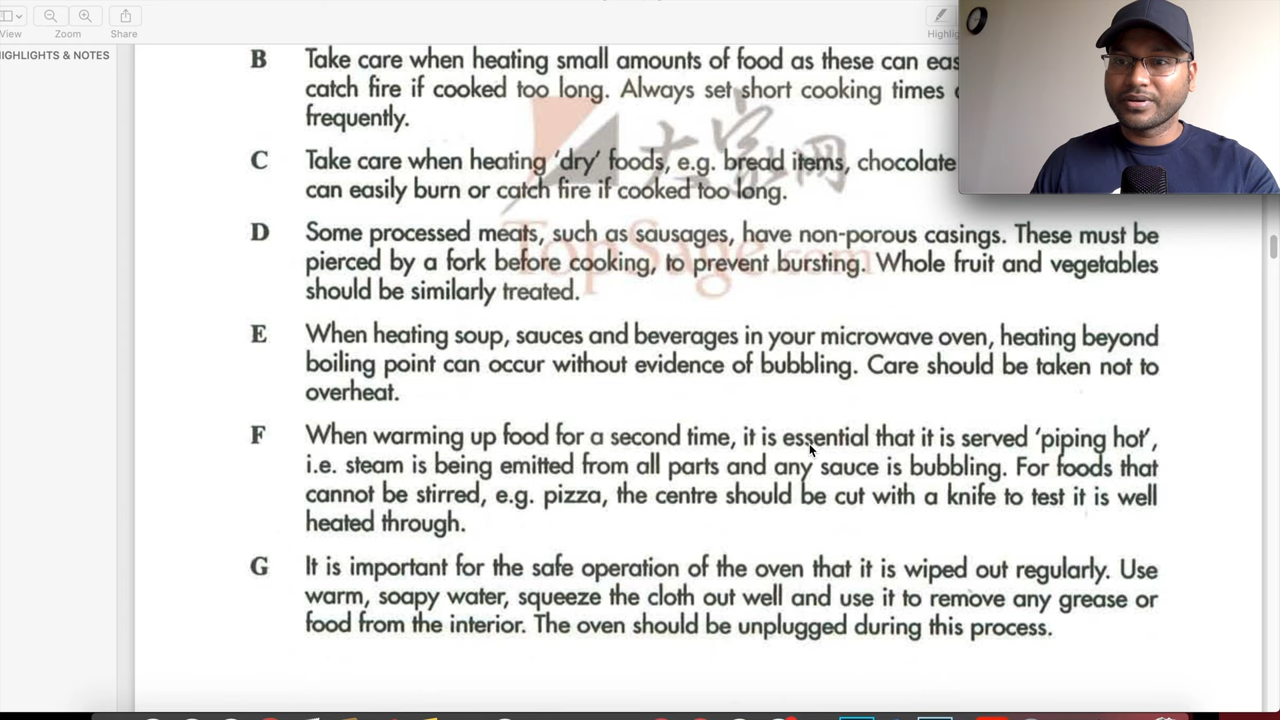 View
Zoom
Share
Highli
HIGHLIGHTS & NOTES
B Take care when heating small amounts of food as these can eas
catch fire if cooked too long. Always set short cooking times
frequently.
C Take care when heating ‘dry’ foods, e.g. bread items, chocolate
can easily burn or catch fire if cooked too long.
D Some processed meats, such as sausages, have non-porous casings. These must be
pierced by a fork before cooking, to prevent bursting. Whole fruit and vegetables
should be similarly treated.
E When heating soup, sauces and beverages in your microwave oven, heating beyond
boiling point can occur without evidence of bubbling. Care should be taken not to
overheat.
F When warming up food for a second time, it is essential that it is served ‘piping hot’,
i.e. steam is being emitted from all parts and any sauce is bubbling. For foods that
cannot be stirred, e.g. pizza, the centre should be cut with a knife to test it is well
heated through.
G It is important for the safe operation of the oven that it is wiped out regularly. Use
warm, soapy water, squeeze the cloth out well and use it to remove any grease or
food from the interior. The oven should be unplugged during this process.
大家网
TopSage.com